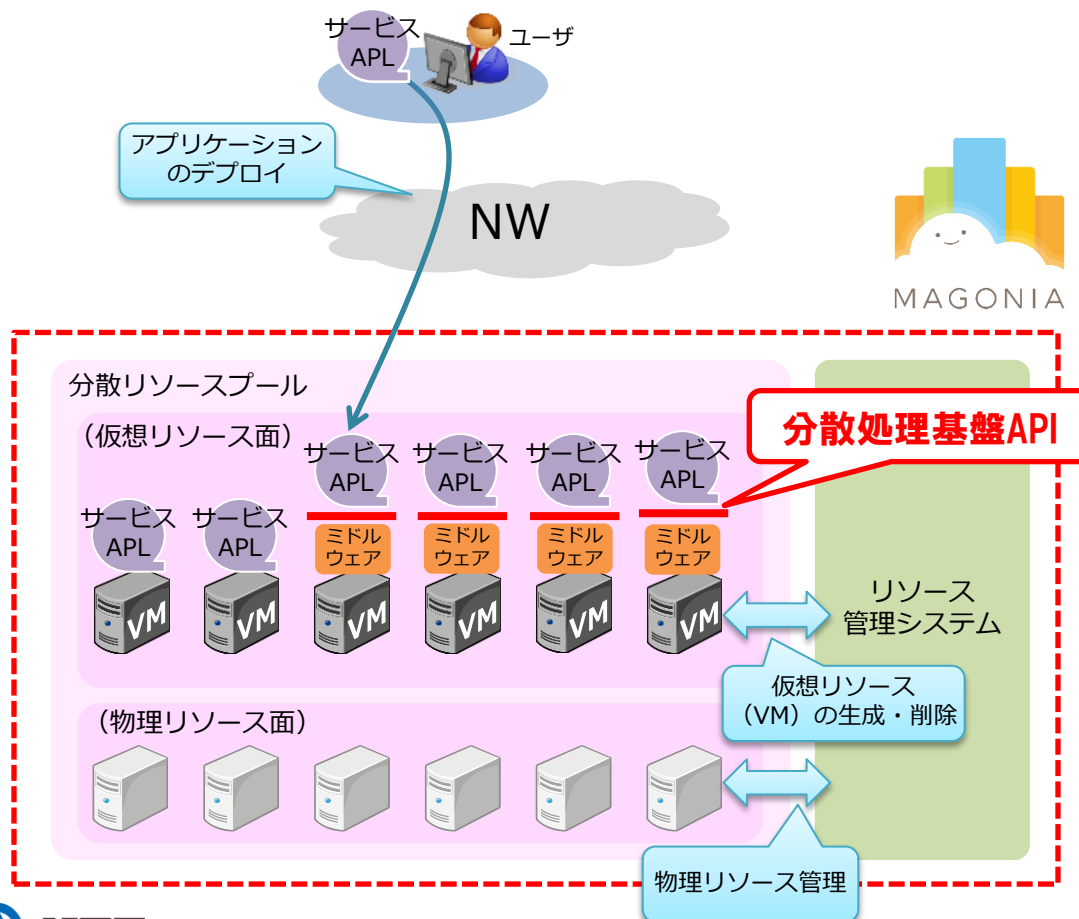 サービス
APL
ユーザ
アプリケーション
のデプロイ
NW
MAGONIA
分散リソースプール
（仮想リソース面）
分散処理基盤API
サービス
APL
サービス
APL
サービス
APL
サービス
APL
サービス
APL
サービス
APL
ミドル
ウェア
ミドル
ウェア
ミドル
ウェア
ミドル
ウェア
VM
VM
VM
VM
VM
VM
リソース
管理システム
仮想リソース
（VM）の生成・削除
（物理リソース面）
物理リソース管理